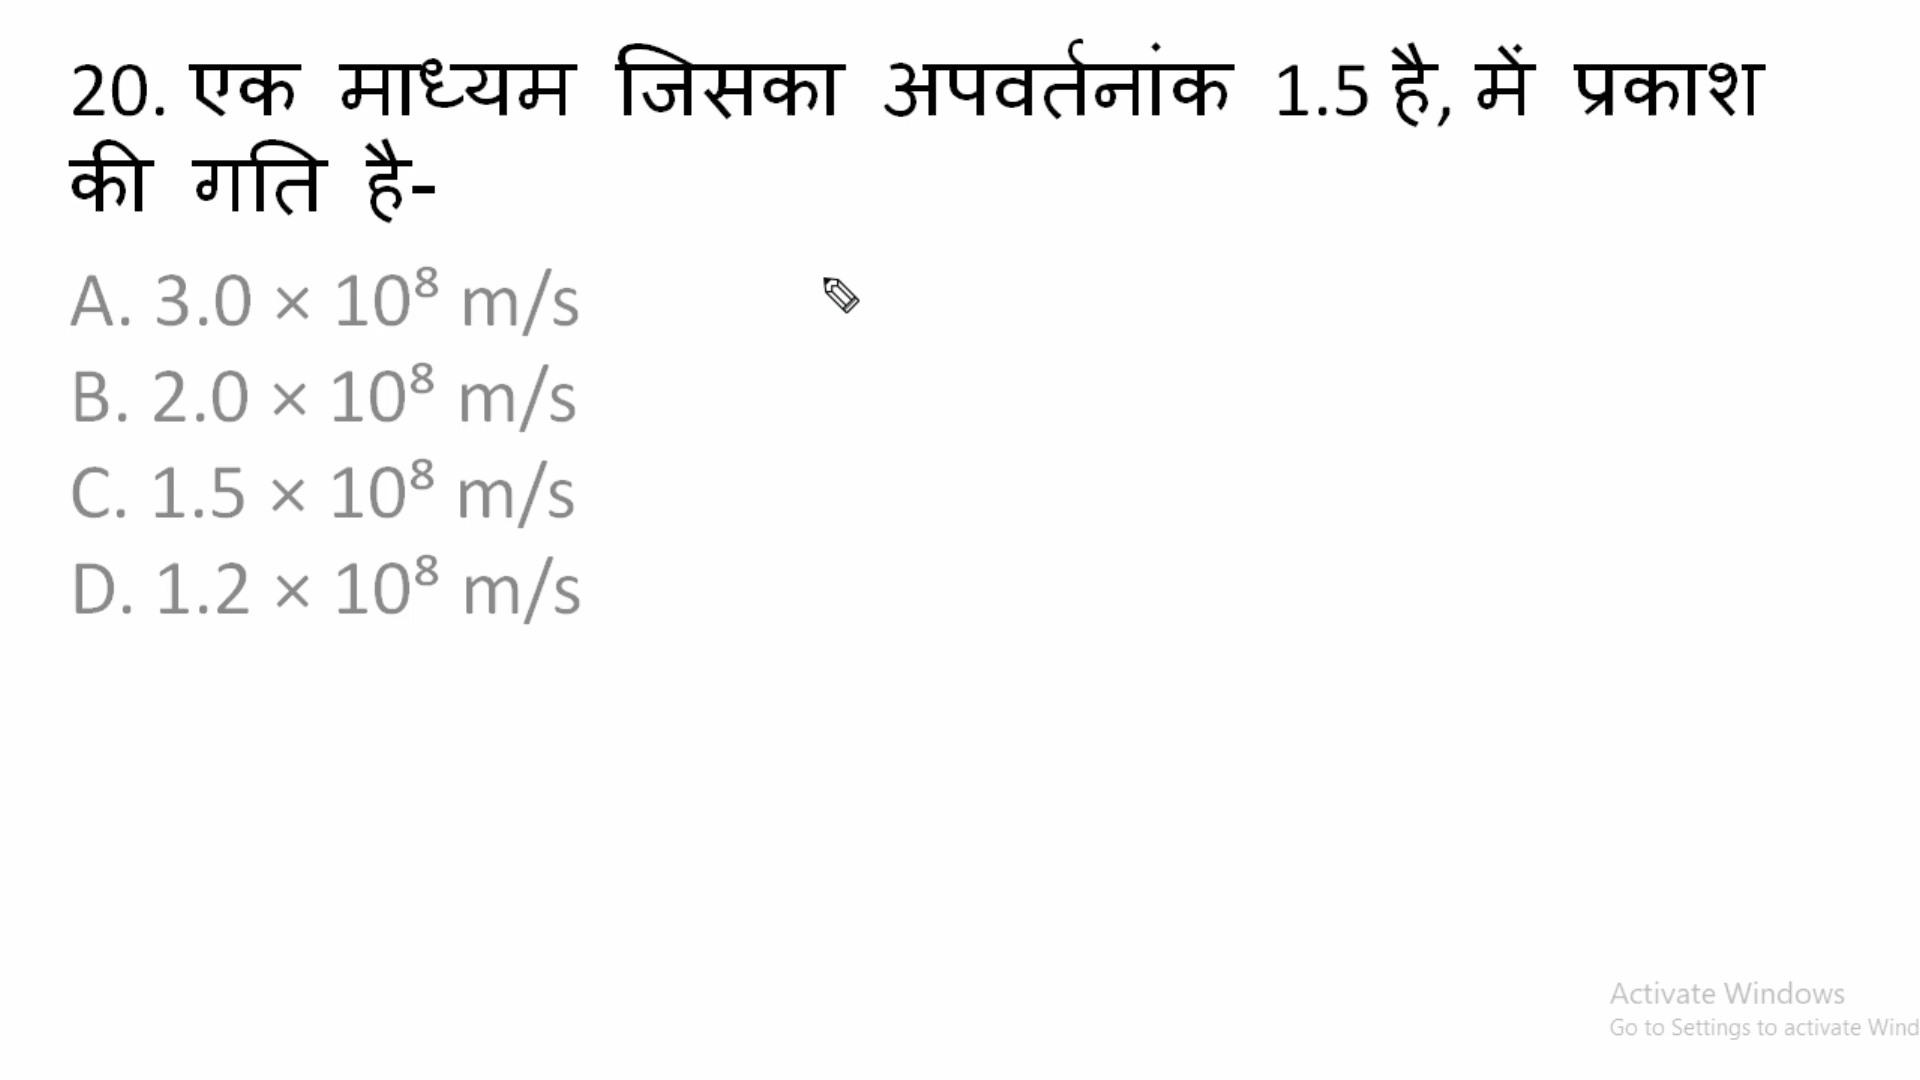 20. एक माध्यम जिसका अपवर्तनांक 1.5 है, में प्रकाश
की गति है-
A. 3.0 × 10⁸ m/s
B. 2.0 × 10⁸ m/s
C. 1.5 × 10⁸ m/s
D. 1.2 × 10⁸ m/s
Activate Windows
Go to Settings to activate Wind